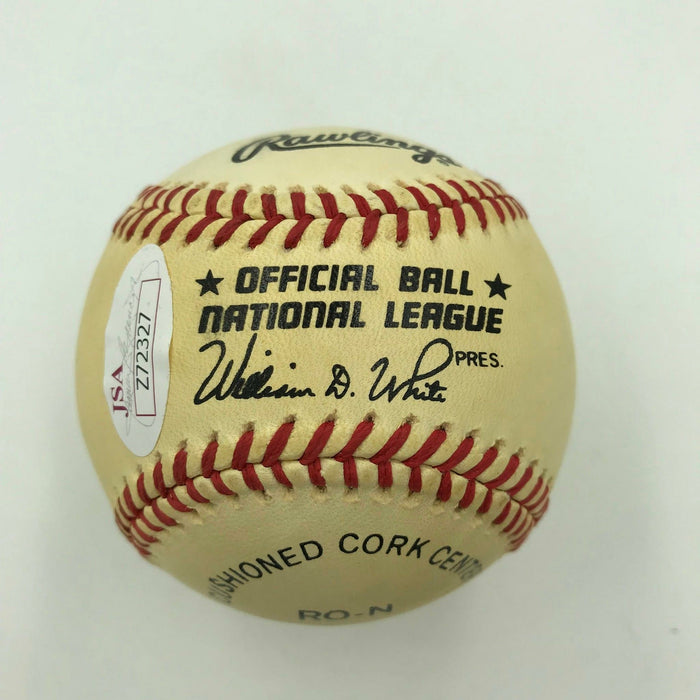 Rawlings
★ OFFICIAL BALL ★
NATIONAL LEAGUE
William D. White PRES.
JSA
Z72327
CUSHIONED CORK CENTER
RO-N